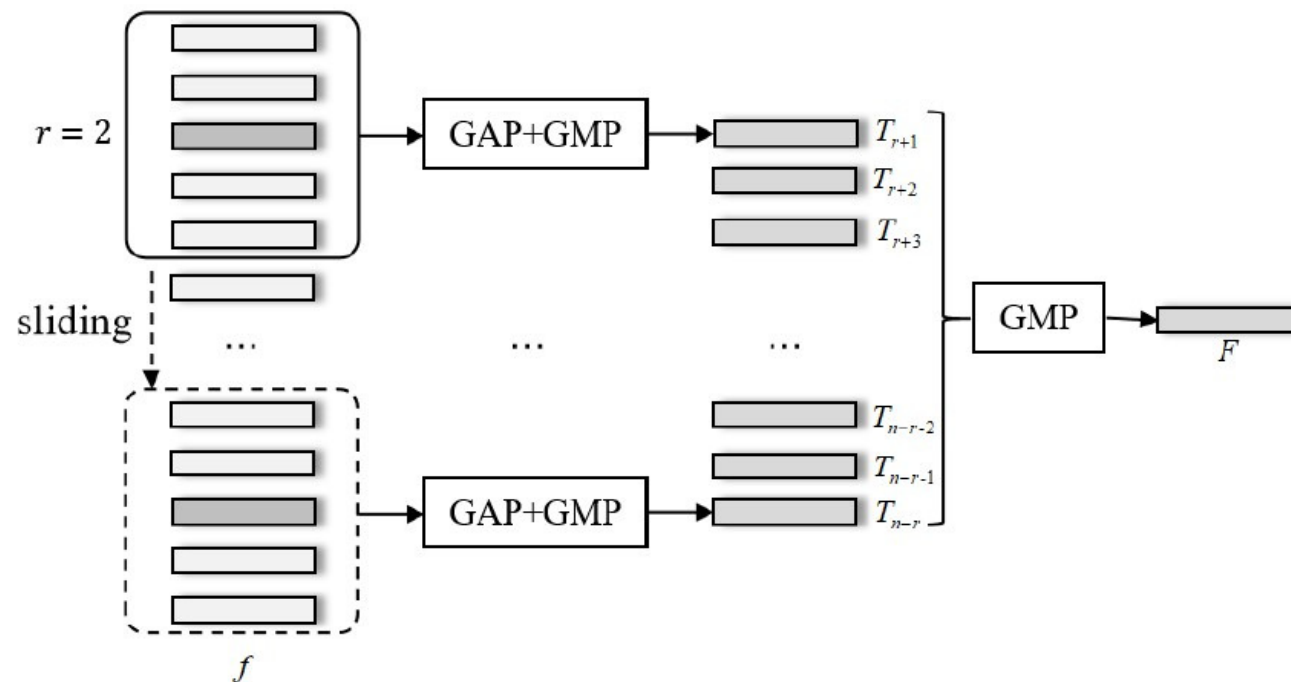 r = 2
GAP+GMP
T_{r+1}
T_{r+2}
T_{r+3}
sliding
...
...
...
GMP
F
T_{n-r-2}
T_{n-r-1}
GAP+GMP
T_{n-r}
f